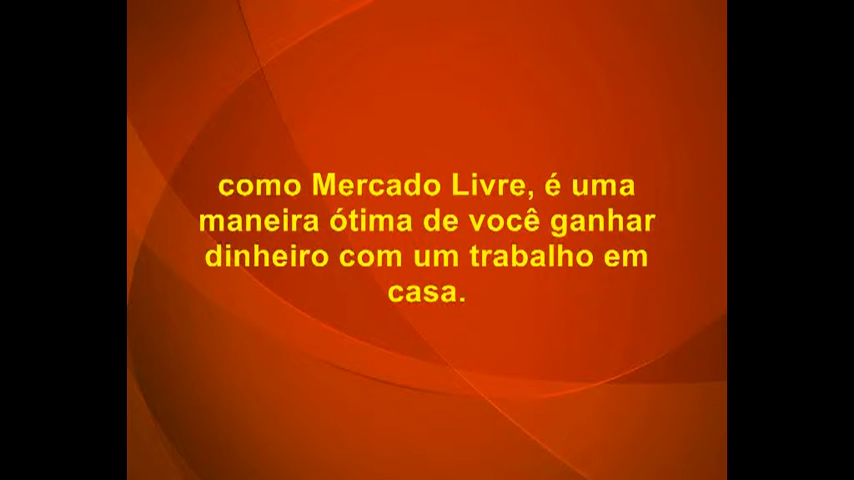 como Mercado Livre, é uma
maneira ótima de você ganhar
dinheiro com um trabalho em
casa.